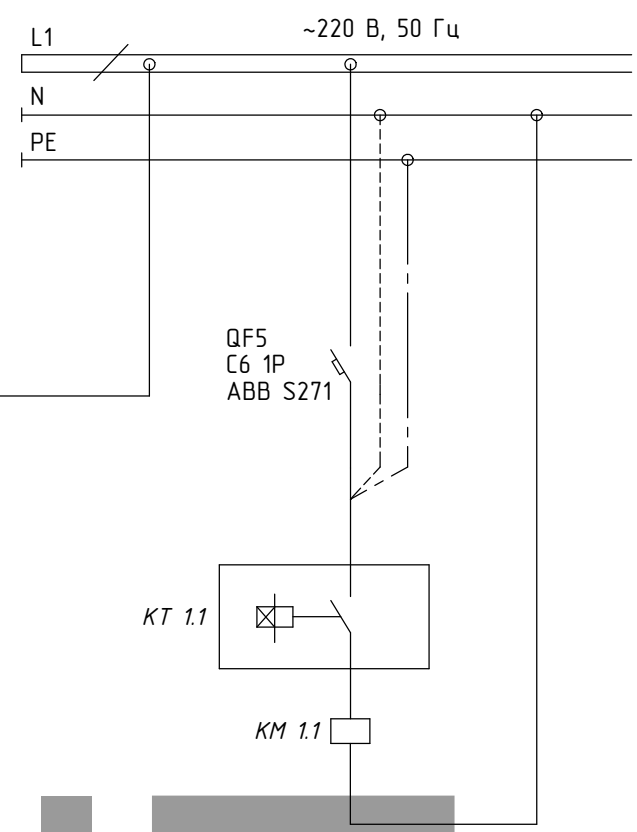 L1
~220 В, 50 Гц
N
PE
QF5
C6 1P
ABB S271
KT 1.1
KM 1.1